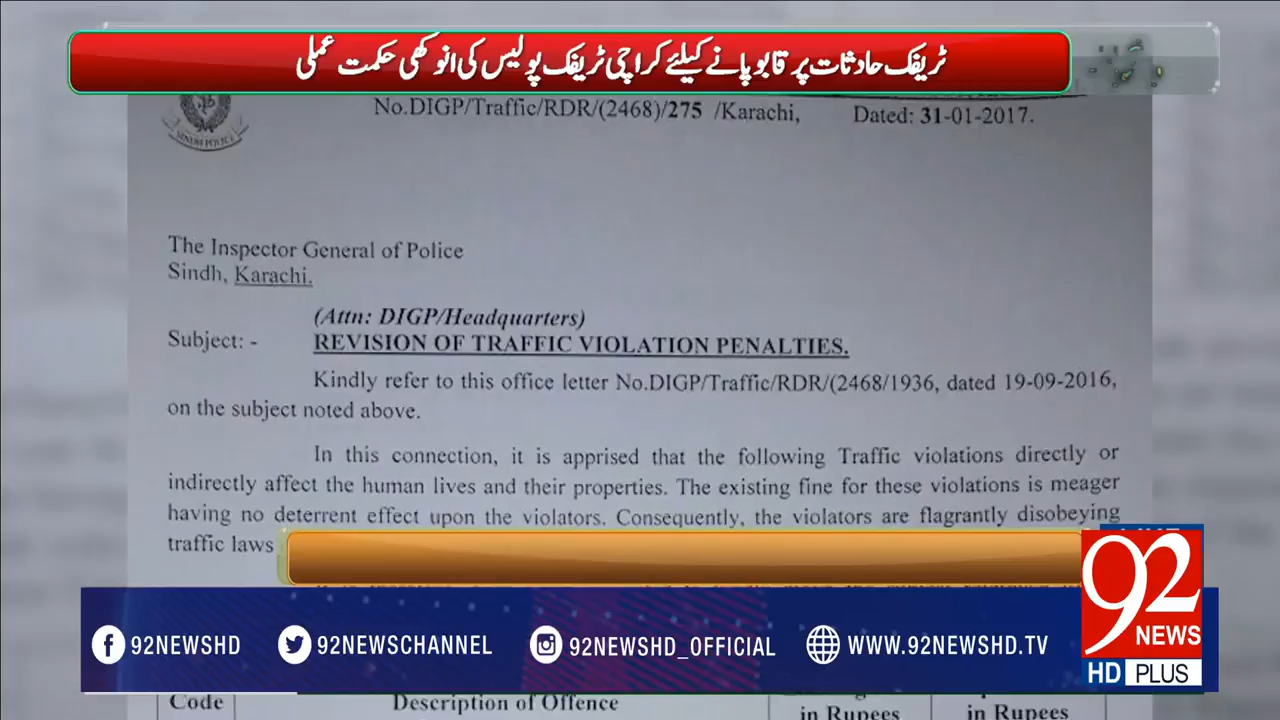 ٹریفک حادثات پر قابو پانے کیلئے کراچی ٹریفک پولیس کی انوکھی حکمت عملی
SINDH POLICE
No.DIGP/Traffic/RDR/(2468)/275 /Karachi, Dated: 31-01-2017.
The Inspector General of Police
Sindh, Karachi.
(Attn: DIGP/Headquarters)
Subject: - REVISION OF TRAFFIC VIOLATION PENALTIES.
Kindly refer to this office letter No.DIGP/Traffic/RDR/(2468/1936, dated 19-09-2016,
on the subject noted above.
In this connection, it is apprised that the following Traffic violations directly or
indirectly affect the human lives and their properties. The existing fine for these violations is meager
having no deterrent effect upon the violators. Consequently, the violators are flagrantly disobeying
traffic laws
92 NEWS
HD PLUS
92NEWSHD 92NEWSCHANNEL 92NEWSHD_OFFICIAL WWW.92NEWSHD.TV
Code Description of Offence in Rupees in Rupees